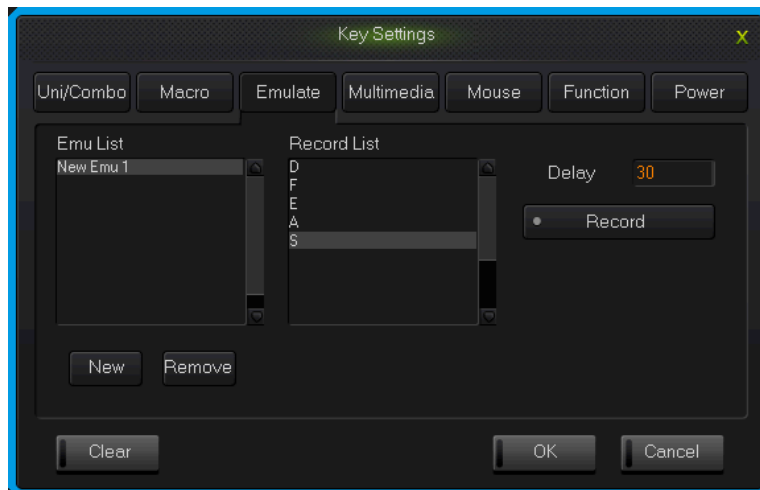 Key Settings
X
Uni/Combo Macro Emulate Multimedia Mouse Function Power
Emu List
New Emu 1
Record List
D
F
E
A
S
Delay 30
Record
New Remove
Clear OK Cancel